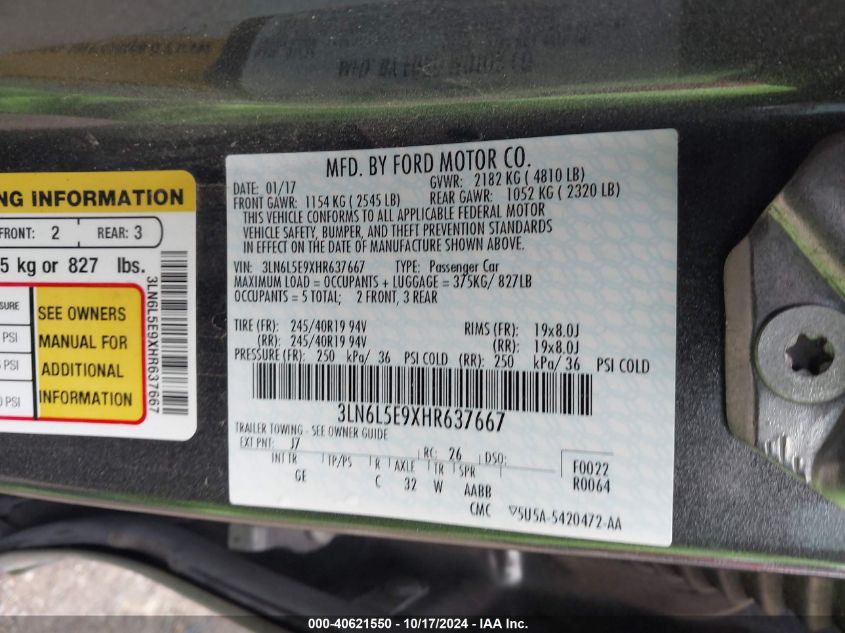 NG INFORMATION
FRONT: 2 REAR: 3
5 kg or 827 lbs.
SURE
PSI
PSI
PSI
SEE OWNERS
MANUAL FOR
ADDITIONAL
INFORMATION
3LN6L5E9XHR637667
MFD. BY FORD MOTOR CO.
DATE: 01/17 GVWR: 2182 KG ( 4810 LB)
FRONT GAWR: 1154 KG ( 2545 LB) REAR GAWR: 1052 KG ( 2320 LB)
THIS VEHICLE CONFORMS TO ALL APPLICABLE FEDERAL MOTOR
VEHICLE SAFETY, BUMPER, AND THEFT PREVENTION STANDARDS
IN EFFECT ON THE DATE OF MANUFACTURE SHOWN ABOVE.
VIN: 3LN6L5E9XHR637667 TYPE: Passenger Car
MAXIMUM LOAD = OCCUPANTS + LUGGAGE = 375KG/ 827LB
OCCUPANTS = 5 TOTAL; 2 FRONT, 3 REAR
TIRE (FR): 245/40R19 94V RIMS (FR): 19x8.0J
(RR): 245/40R19 94V (RR): 19x8.0J
PRESSURE (FR): 250 kPa/ 36 PSI COLD (RR): 250 kPa/ 36 PSI COLD
3LN6L5E9XHR637667
TRAILER TOWING - SEE OWNER GUIDE
EXT PNT: J7 RC: 26 DSO:
INT TR TP/PS R AXLE TR SPR F0022
GE C 32 W AABB R0064
CMC ▽5U5A-5420472-AA
000-40621550 - 10/17/2024 - IAA Inc.